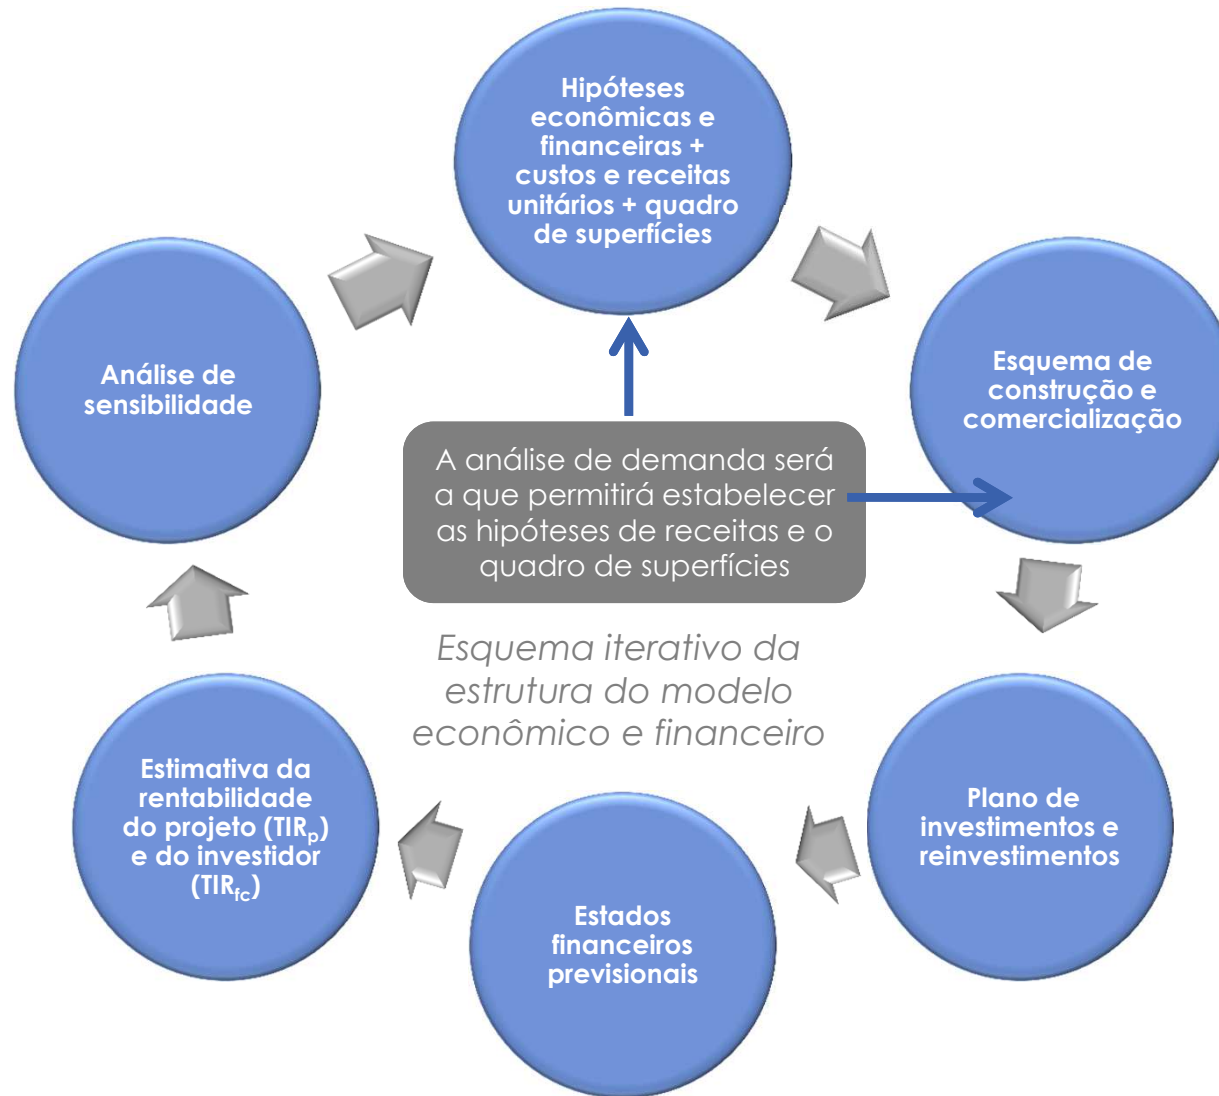 Hipóteses
econômicas e
financeiras +
custos e receitas
unitários + quadro
de superfícies
Esquema de
construção e
comercialização
Análise de
sensibilidade
A análise de demanda será
a que permitirá estabelecer
as hipóteses de receitas e o
quadro de superfícies
Esquema iterativo da
estrutura do modelo
econômico e financeiro
Estimativa da
rentabilidade
do projeto (TIRp)
e do investidor
(TIRfc)
Plano de
investimentos e
reinvestimentos
Estados
financeiros
previsionais